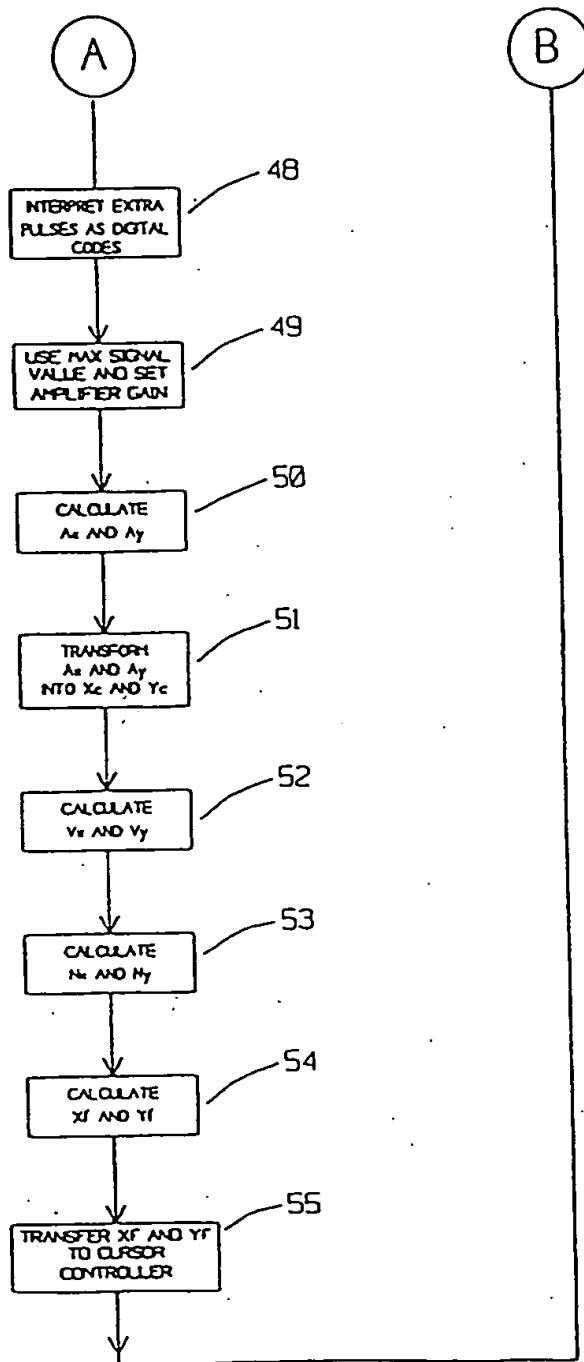 A
B
48
INTERPRET EXTRA
PULSES AS DIGITAL
CODES
49
USE MAX SIGNAL
VALUE AND SET
AMPLIFIER GAIN
50
CALCULATE
Ax AND Ay
51
TRANSFORM
Ax AND Ay
INTO Xc AND Yc
52
CALCULATE
Vx AND Vy
53
CALCULATE
Nx AND Ny
54
CALCULATE
Xf AND Yf
55
TRANSFER Xf AND Yf
TO CURSOR
CONTROLLER